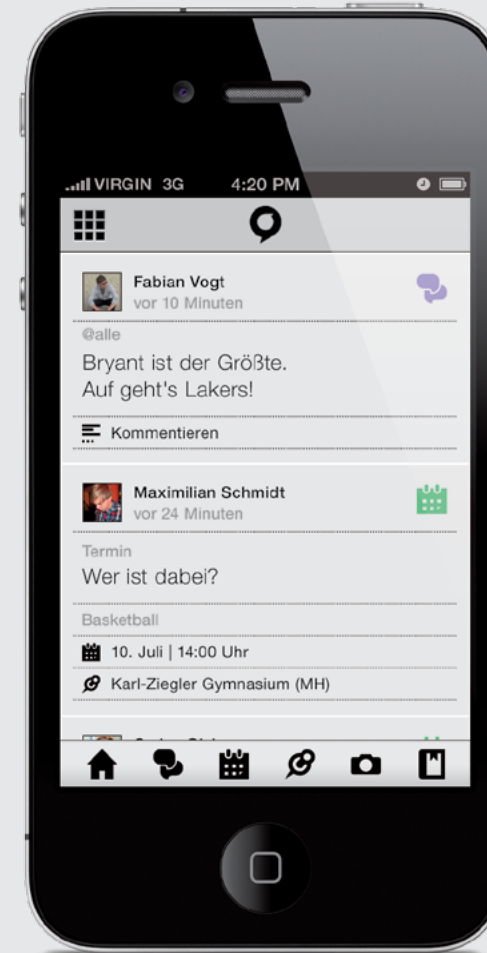 VIRGIN 3G 4:20 PM
Fabian Vogt
vor 10 Minuten
@alle
Bryant ist der Größte.
Auf geht's Lakers!
Kommentieren
Maximilian Schmidt
vor 24 Minuten
Termin
Wer ist dabei?
Basketball
10. Juli | 14:00 Uhr
Karl-Ziegler Gymnasium (MH)